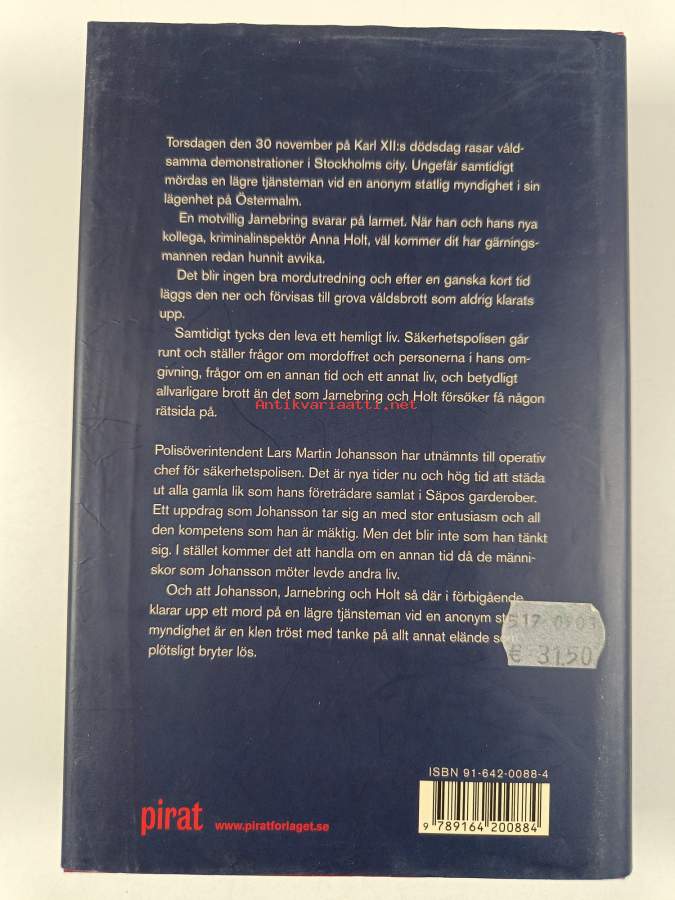 Torsdagen den 30 november på Karl XII:s dödsdag rasar våld-
samma demonstrationer i Stockholms city. Ungefär samtidigt
mördas en lägre tjänsteman vid en anonym statlig myndighet i sin
lägenhet på Östermalm.
En motvillig Jarnebring svarar på larmet. När han och hans nya
kollega, kriminalinspektör Anna Holt, väl kommer dit har gärnings-
mannen redan hunnit avvika.
Det blir ingen bra mordutredning och efter en ganska kort tid
läggs den ner och förvisas till grova våldsbrott som aldrig klarats
upp.
Samtidigt tycks den leva ett hemligt liv. Säkerhetspolisen går
runt och ställer frågor om mordoffret och personerna i hans om-
givning, frågor om en annan tid och ett annat liv, och betydligt
allvarligare brott än det som Jarnebring och Holt försöker få någon
Antikvariaatti.net
rätsida på.
Polisöverintendent Lars Martin Johansson har utnämnts till operativ
chef för säkerhetspolisen. Det är nya tider nu och hög tid att städa
ut alla gamla lik som hans företrädare samlat i Säpos garderober.
Ett uppdrag som Johansson tar sig an med stor entusiasm och all
den kompetens som han är mäktig. Men det blir inte som han tänkt
sig. I stället kommer det att handla om en annan tid då de männi-
skor som Johansson möter levde andra liv.
Och att Johansson, Jarnebring och Holt så där i förbigående
klarar upp ett mord på en lägre tjänsteman vid en anonym
myndighet är en klen tröst med tanke på allt annat elände
plötsligt bryter lös.
€ 31.50
ISBN 91-642-0088-4
9 789164 200884
pirat www.piratforlaget.se